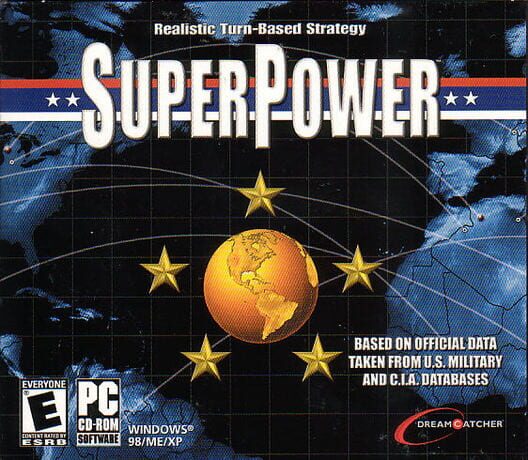 Realistic Turn-Based Strategy
SUPERPOWER
BASED ON OFFICIAL DATA
TAKEN FROM U.S. MILITARY
AND C.I.A. DATABASES
EVERYONE
E
CONTENT RATED BY
ESRB
PC
CD-ROM
SOFTWARE
WINDOWS®
98/ME/XP
DREAMCATCHER